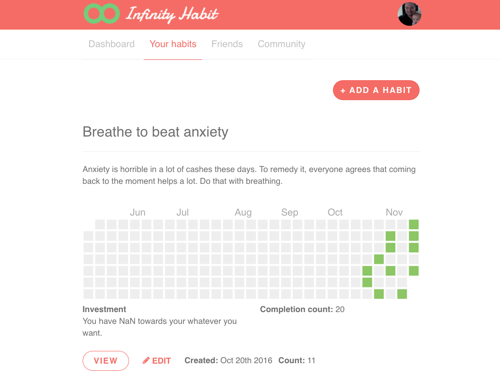 Infinity Habit
Dashboard Your habits Friends Community
+ ADD A HABIT
Breathe to beat anxiety
Anxiety is horrible in a lot of cashes these days. To remedy it, everyone agrees that coming
back to the moment helps a lot. Do that with breathing.
Jun Jul Aug Sep Oct Nov
Investment Completion count: 20
You have NaN towards your whatever you
want.
VIEW EDIT Created: Oct 20th 2016 Count: 11